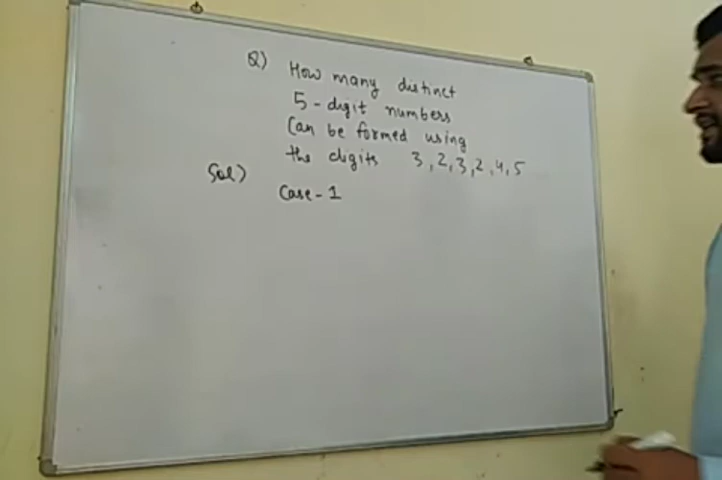 Q) How many distinct
5-digit numbers
Can be formed using
the digits 3,2,3,2,4,5
Sol)
Case-1